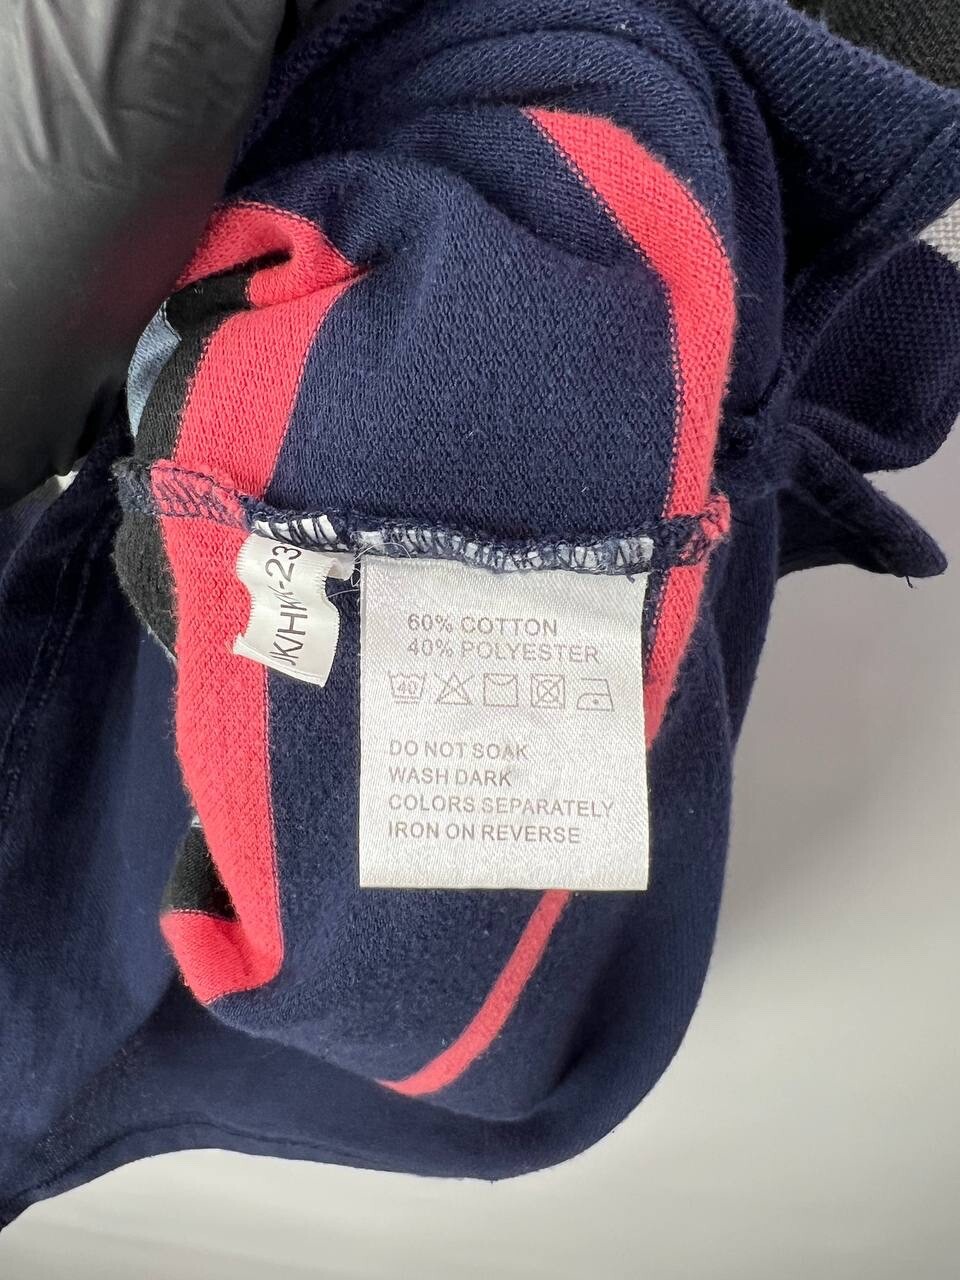 60% COTTON
40% POLYESTER
40
DO NOT SOAK
WASH DARK
COLORS SEPARATELY
IRON ON REVERSE